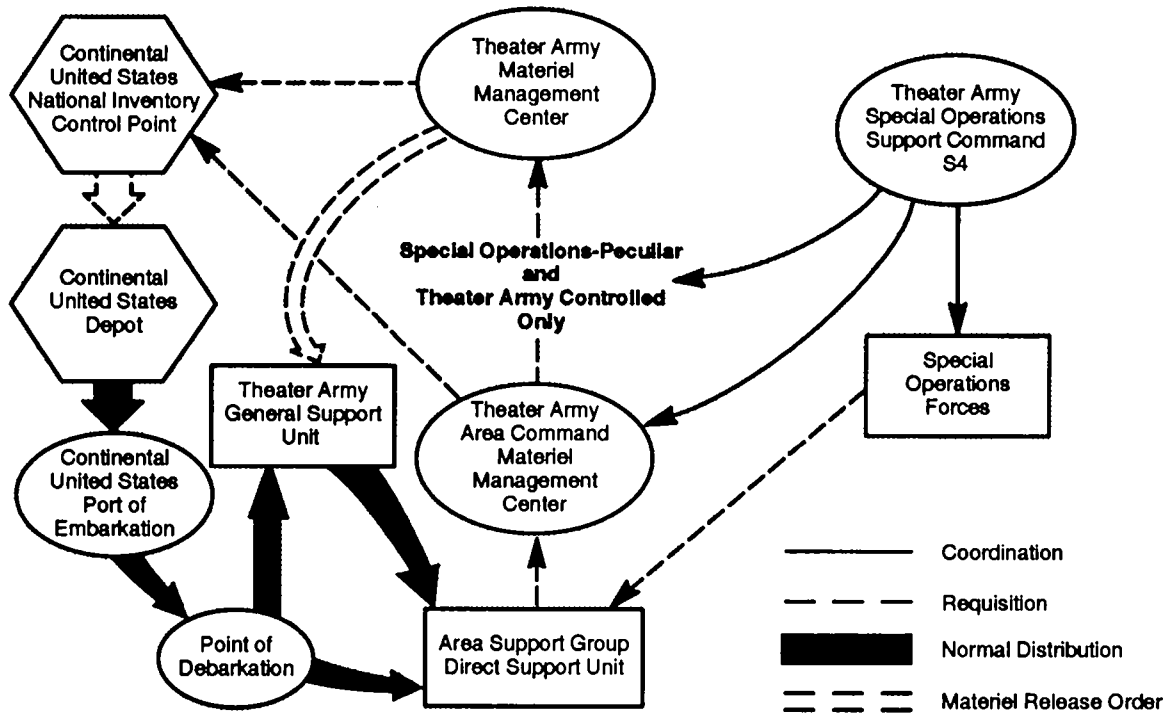 Continental
United States
National Inventory
Control Point
Theater Army
Materiel
Management
Center
Theater Army
Special Operations
Support Command
S4
Special Operations-Peculiar
and
Theater Army Controlled
Only
Continental
United States
Depot
Special
Operations
Forces
Theater Army
General Support
Unit
Theater Army
Area Command
Materiel
Management
Center
Continental
United States
Port of
Embarkation
Point of
Debarkation
Area Support Group
Direct Support Unit
Coordination
Requisition
Normal Distribution
Materiel Release Order